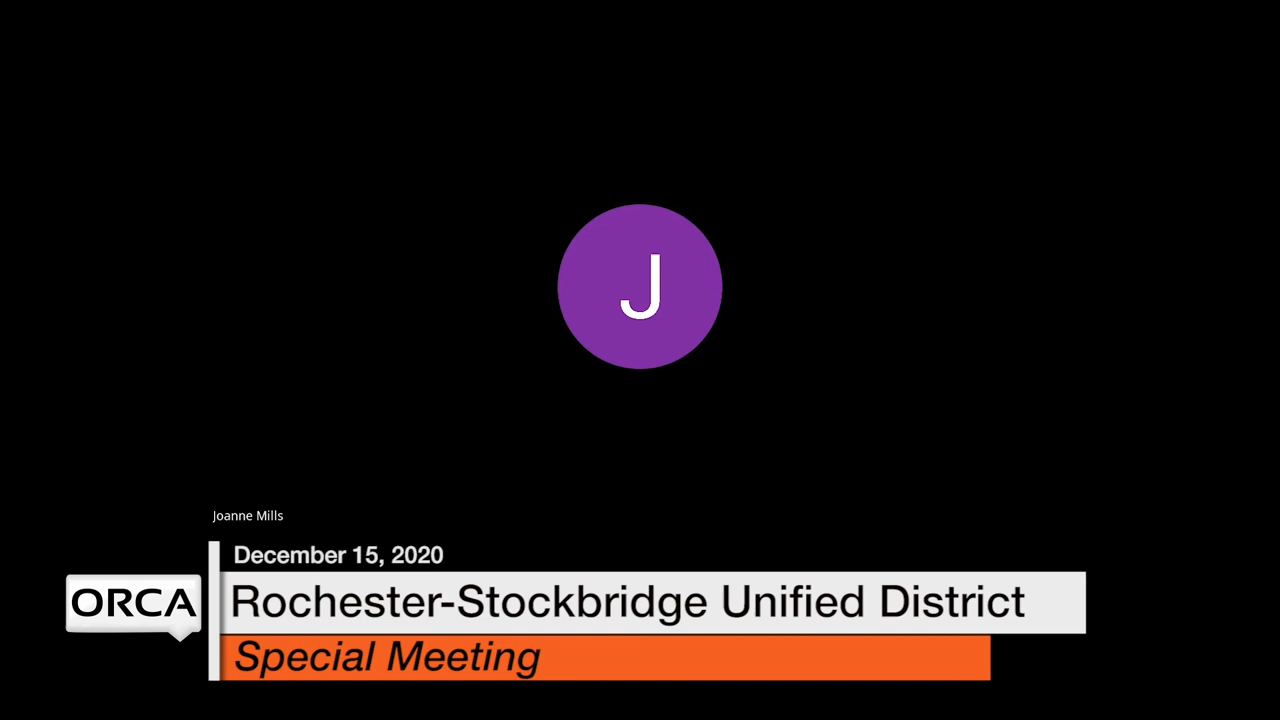 J
Joanne Mills
December 15, 2020
ORCA
Rochester-Stockbridge Unified District
Special Meeting